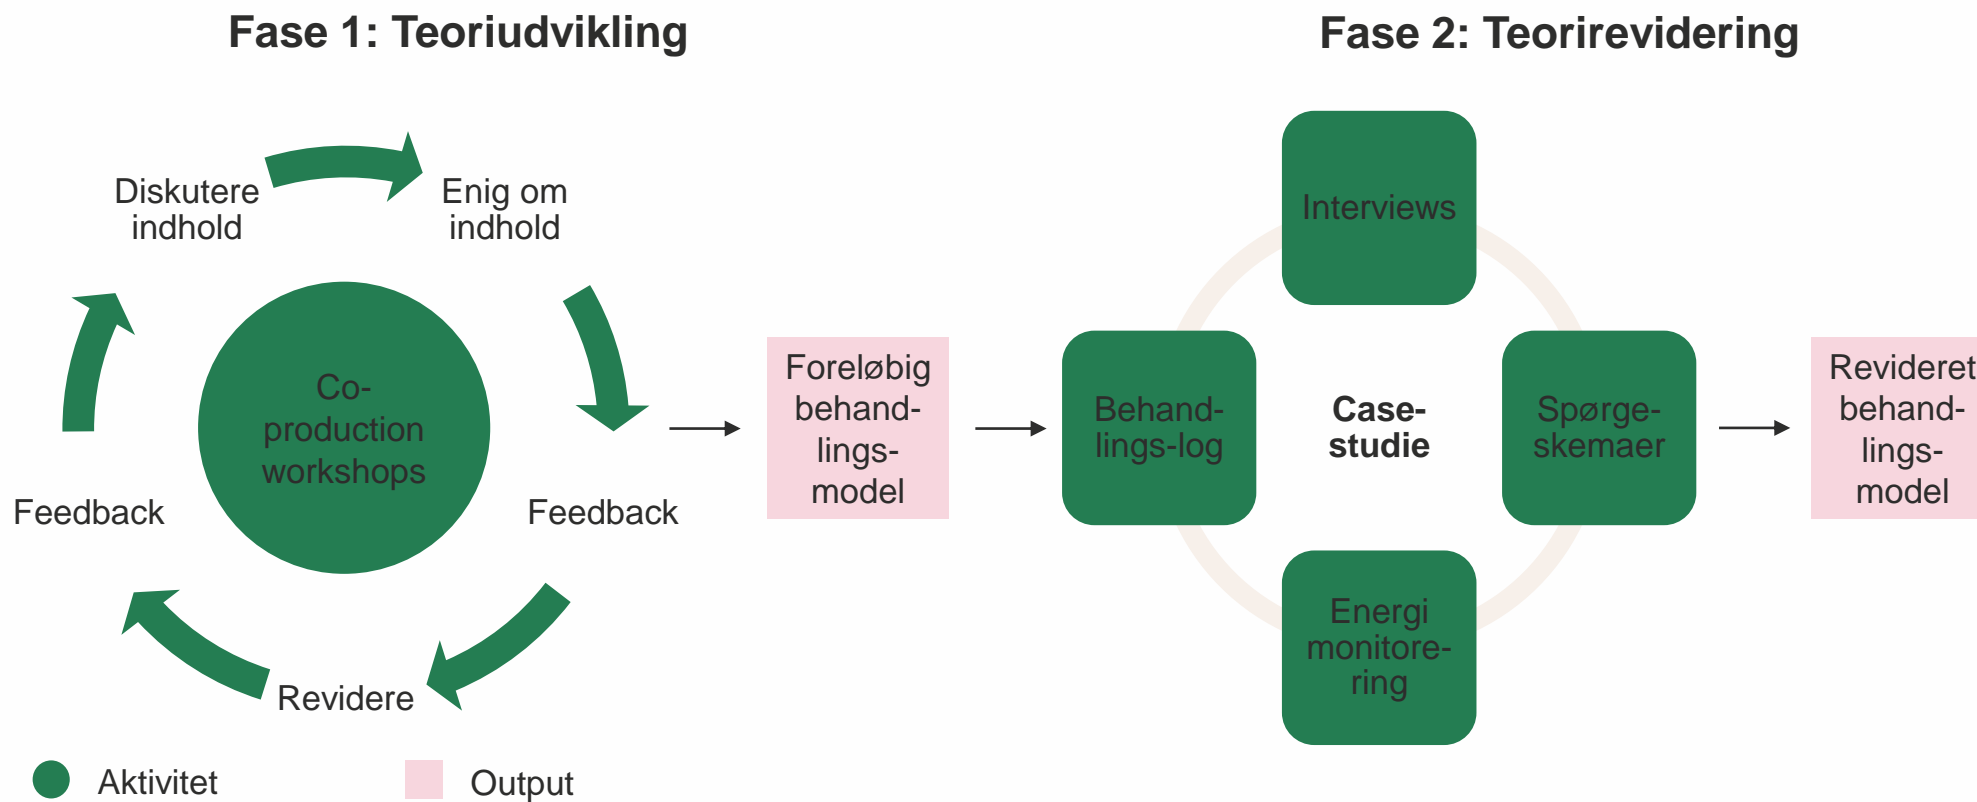 Fase 1: Teoriudvikling
Diskutere
indhold
Enig om
indhold
Co-
production
workshops
Feedback
Feedback
Revidere
Aktivitet
Output
Foreløbig
behand-
lings-
model
Fase 2: Teorirevidering
Interviews
Behand-
lings-log
Case-
studie
Spørge-
skemaer
Energi
monitore-
ring
Revideret
behand-
lings-
model